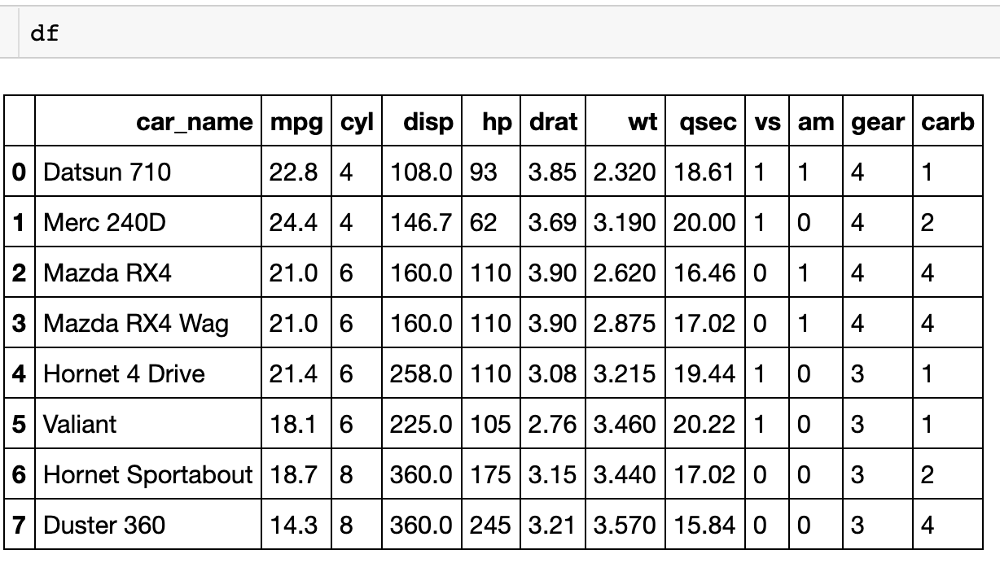 df
car_name mpg cyl disp hp drat wt qsec vs am gear carb
0 Datsun 710 22.8 4 108.0 93 3.85 2.320 18.61 1 1 4 1
1 Merc 240D 24.4 4 146.7 62 3.69 3.190 20.00 1 0 4 2
2 Mazda RX4 21.0 6 160.0 110 3.90 2.620 16.46 0 1 4 4
3 Mazda RX4 Wag 21.0 6 160.0 110 3.90 2.875 17.02 0 1 4 4
4 Hornet 4 Drive 21.4 6 258.0 110 3.08 3.215 19.44 1 0 3 1
5 Valiant 18.1 6 225.0 105 2.76 3.460 20.22 1 0 3 1
6 Hornet Sportabout 18.7 8 360.0 175 3.15 3.440 17.02 0 0 3 2
7 Duster 360 14.3 8 360.0 245 3.21 3.570 15.84 0 0 3 4